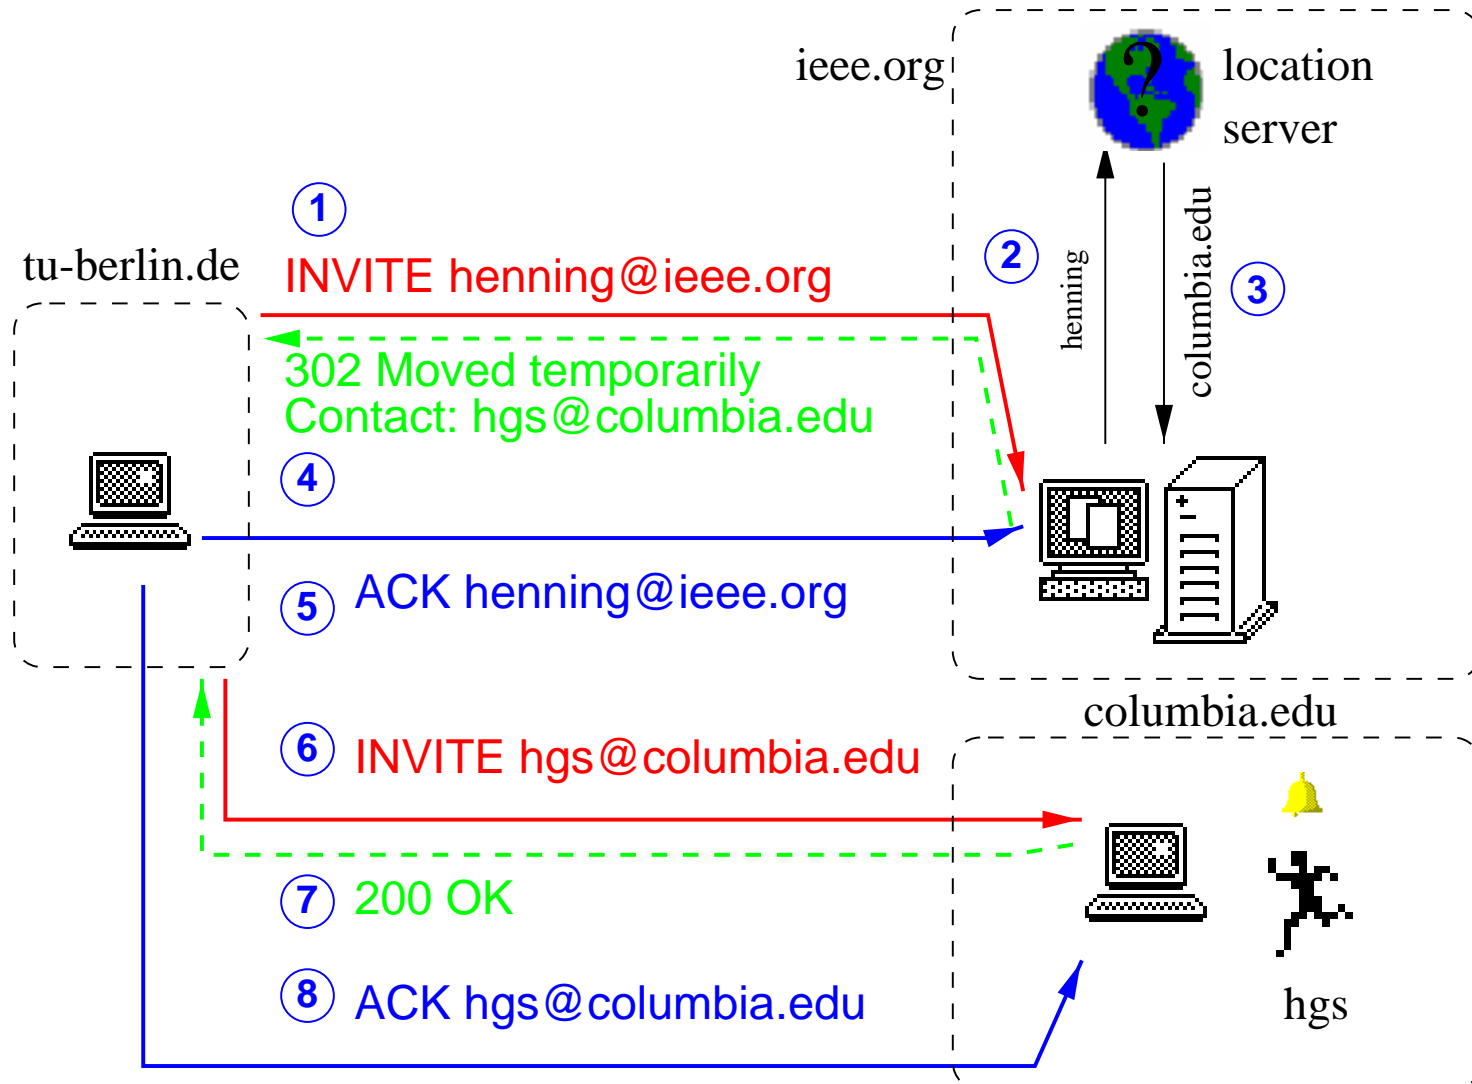 ieee.org
?
location
server
1
tu-berlin.de
INVITE henning@ieee.org
2
henning
columbia.edu
3
302 Moved temporarily
Contact: hgs@columbia.edu
4
5
ACK henning@ieee.org
columbia.edu
6
INVITE hgs@columbia.edu
7
200 OK
8
ACK hgs@columbia.edu
hgs